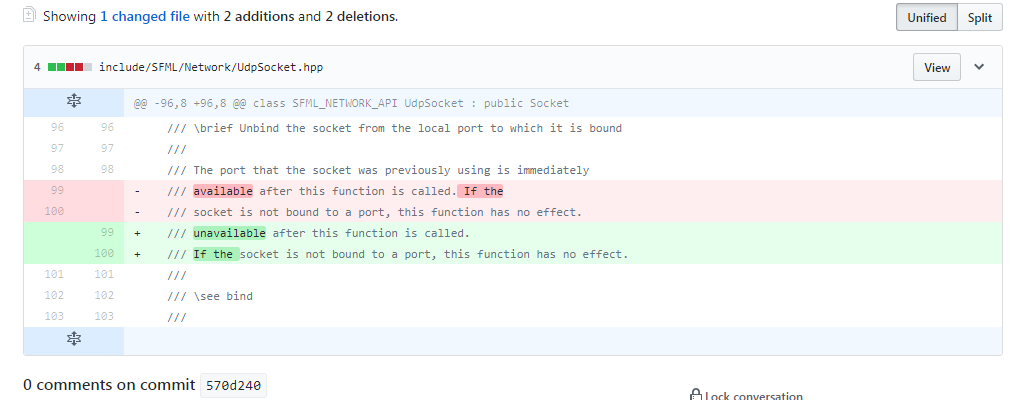 Showing 1 changed file with 2 additions and 2 deletions.
Unified Split
4 include/SFML/Network/UdpSocket.hpp View
@@ -96,8 +96,8 @@ class SFML_NETWORK_API UdpSocket : public Socket
96 96 /// \brief Unbind the socket from the local port to which it is bound
97 97 ///
98 98 /// The port that the socket was previously using is immediately
99 - /// available after this function is called. If the
100 - /// socket is not bound to a port, this function has no effect.
99 + /// unavailable after this function is called.
100 + /// If the socket is not bound to a port, this function has no effect.
101 101 ///
102 102 /// \see bind
103 103 ///
0 comments on commit 570d240
Lock conversation